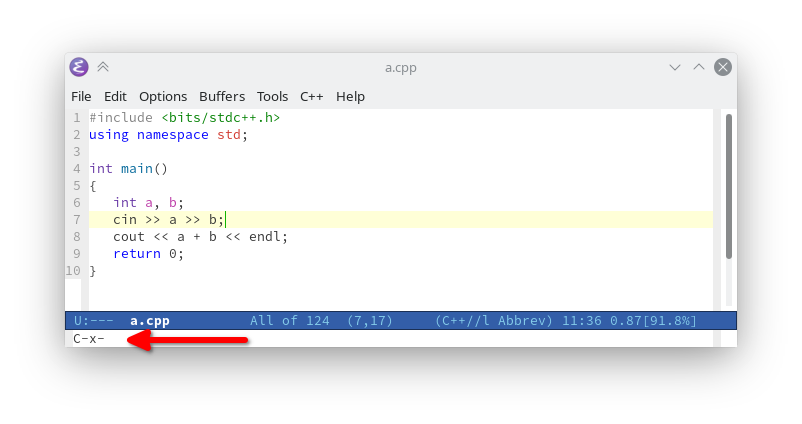 a.cpp
File Edit Options Buffers Tools C++ Help
1 #include <bits/stdc++.h>
2 using namespace std;
3
4 int main()
5 {
6    int a, b;
7    cin >> a >> b;
8    cout << a + b << endl;
9    return 0;
10 }
U:---  a.cpp          All of 124  (7,17)     (C++//l Abbrev) 11:36 0.87[91.8%]
C-x-